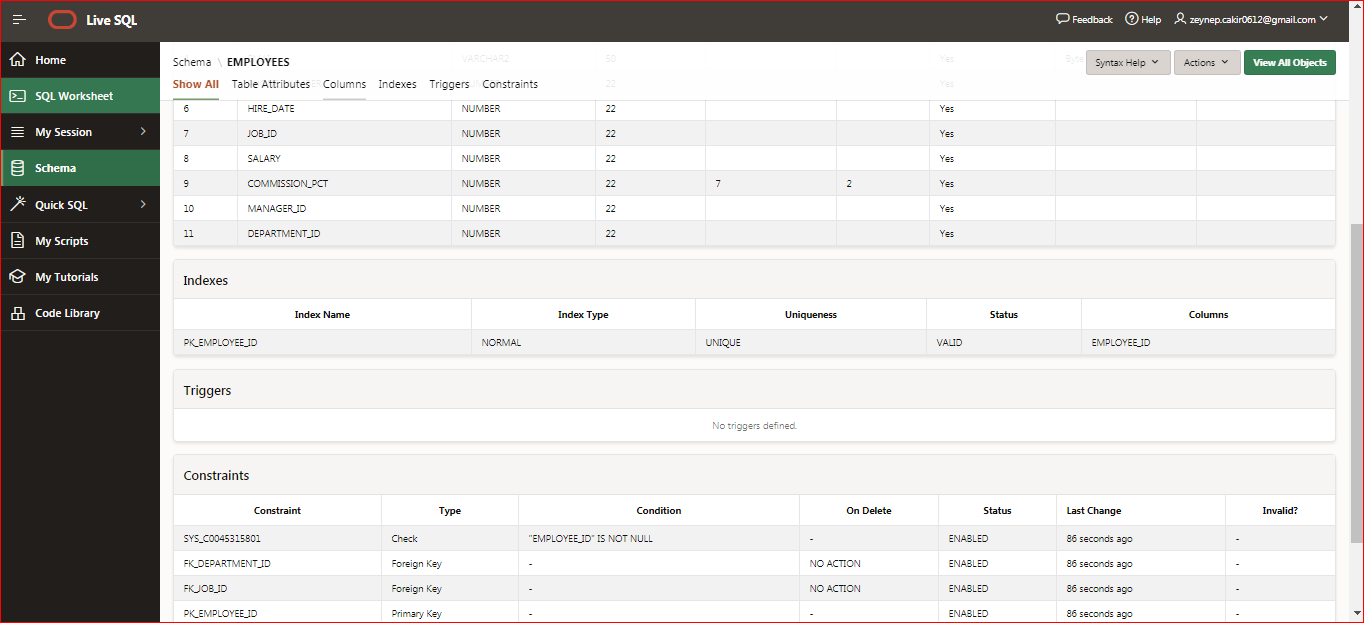 Live SQL
Feedback
Help
zeynep.cakir0612@gmail.com
Home
SQL Worksheet
My Session
Schema
Quick SQL
My Scripts
My Tutorials
Code Library
Schema \ EMPLOYEES
Syntax Help
Actions
View All Objects
Show All Table Attributes Columns Indexes Triggers Constraints
VARCHAR2 50 Yes Byte
22 Yes
6 HIRE_DATE NUMBER 22 Yes
7 JOB_ID NUMBER 22 Yes
8 SALARY NUMBER 22 Yes
9 COMMISSION_PCT NUMBER 22 7 2 Yes
10 MANAGER_ID NUMBER 22 Yes
11 DEPARTMENT_ID NUMBER 22 Yes
Indexes
Index Name Index Type Uniqueness Status Columns
PK_EMPLOYEE_ID NORMAL UNIQUE VALID EMPLOYEE_ID
Triggers
No triggers defined.
Constraints
Constraint Type Condition On Delete Status Last Change Invalid?
SYS_C0045315801 Check "EMPLOYEE_ID" IS NOT NULL - ENABLED 86 seconds ago -
FK_DEPARTMENT_ID Foreign Key - NO ACTION ENABLED 86 seconds ago -
FK_JOB_ID Foreign Key - NO ACTION ENABLED 86 seconds ago -
PK_EMPLOYEE_ID Primary Key - - ENABLED 86 seconds ago -